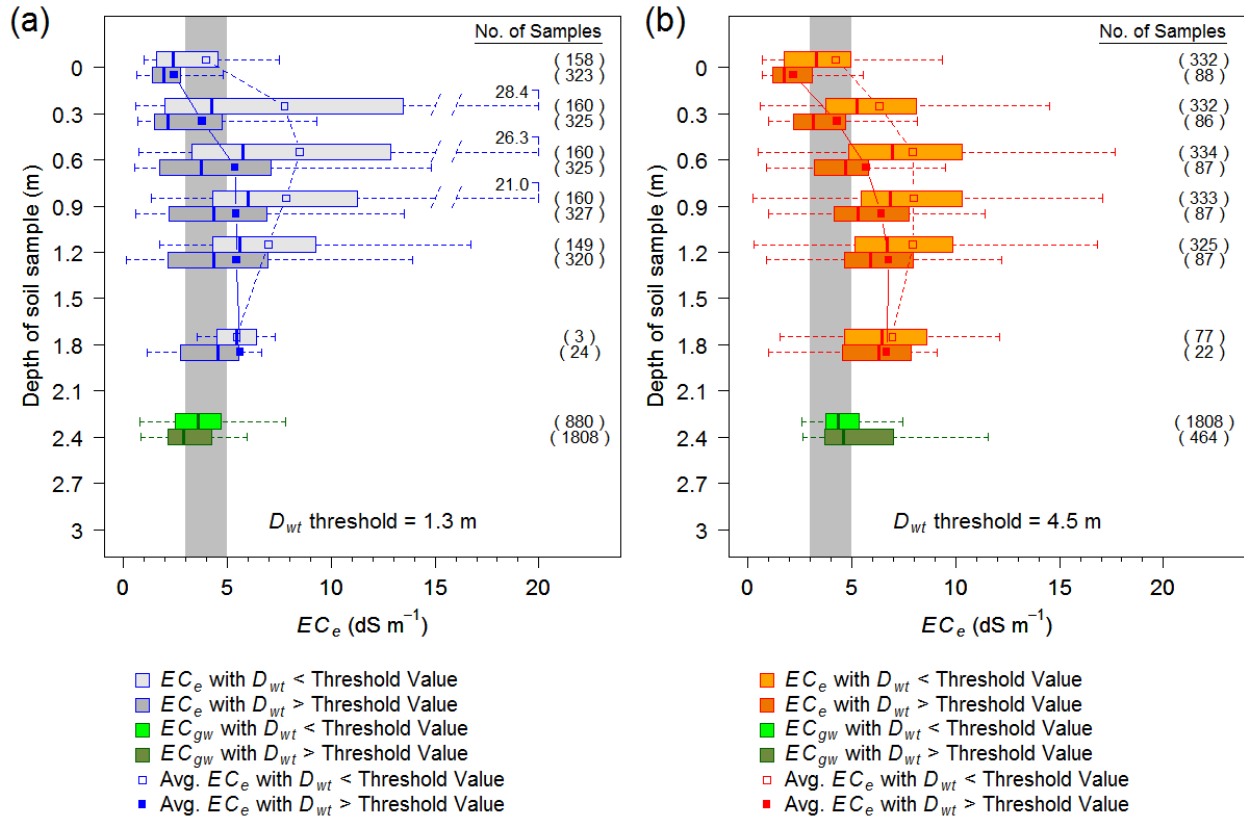 (a)
No. of Samples
( 158 )
( 323 )
28.4
( 160 )
( 325 )
26.3
( 160 )
( 325 )
21.0
( 160 )
( 327 )
( 149 )
( 320 )
( 3 )
( 24 )
( 880 )
( 1808 )
0
0.3
0.6
0.9
1.2
1.5
1.8
2.1
2.4
2.7
3
Depth of soil sample (m)
D_wt threshold = 1.3 m
0 5 10 15 20
EC_e (dS m⁻¹)
EC_e with D_wt < Threshold Value
EC_e with D_wt > Threshold Value
EC_gw with D_wt < Threshold Value
EC_gw with D_wt > Threshold Value
Avg. EC_e with D_wt < Threshold Value
Avg. EC_e with D_wt > Threshold Value
(b)
No. of Samples
( 332 )
( 88 )
( 332 )
( 86 )
( 334 )
( 87 )
( 333 )
( 87 )
( 325 )
( 87 )
( 77 )
( 22 )
( 1808 )
( 464 )
0
0.3
0.6
0.9
1.2
1.5
1.8
2.1
2.4
2.7
3
Depth of soil sample (m)
D_wt threshold = 4.5 m
0 5 10 15 20
EC_e (dS m⁻¹)
EC_e with D_wt < Threshold Value
EC_e with D_wt > Threshold Value
EC_gw with D_wt < Threshold Value
EC_gw with D_wt > Threshold Value
Avg. EC_e with D_wt < Threshold Value
Avg. EC_e with D_wt > Threshold Value